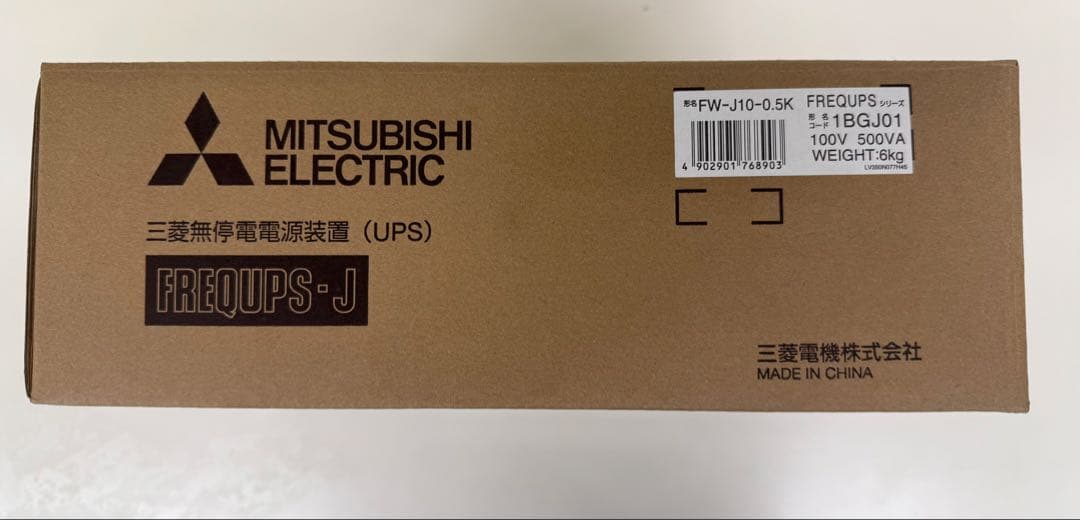 MITSUBISHI
ELECTRIC
三菱無停電電源装置（UPS）
FREQUPS-J
形名 FW-J10-0.5K FREQUPS シリーズ
形名コード 1BGJ01
100V 500VA
WEIGHT:6kg
4 902901 768903
三菱電機株式会社
MADE IN CHINA